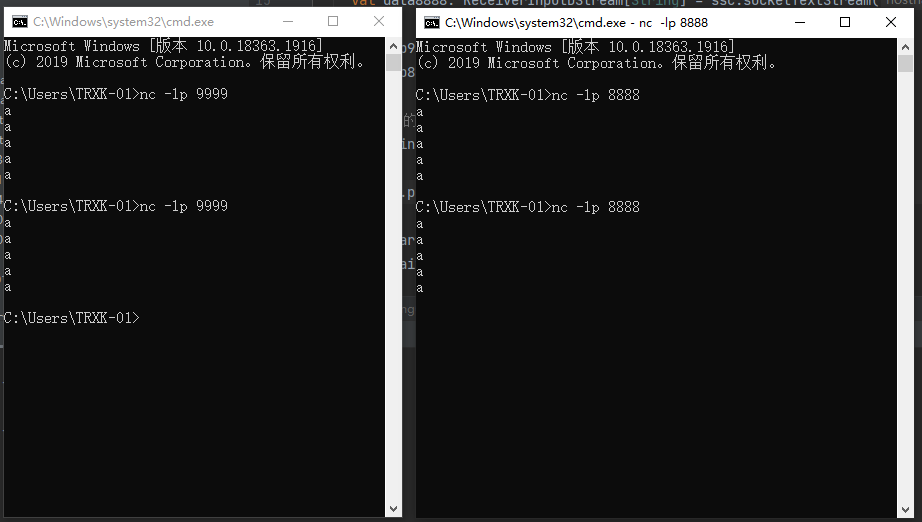 val data8888: ReceiverInputDStream[String] = ssc.socketTextStream(
C:\Windows\system32\cmd.exe
Microsoft Windows [版本 10.0.18363.1916]
(c) 2019 Microsoft Corporation。保留所有权利。
C:\Users\TRXK-01>nc -lp 9999
a
a
a
a
a
C:\Users\TRXK-01>nc -lp 9999
a
a
a
a
a
C:\Users\TRXK-01>
C:\Windows\system32\cmd.exe - nc  -lp 8888
Microsoft Windows [版本 10.0.18363.1916]
(c) 2019 Microsoft Corporation。保留所有权利。
C:\Users\TRXK-01>nc -lp 8888
a
a
a
a
a
C:\Users\TRXK-01>nc -lp 8888
a
a
a
a
a